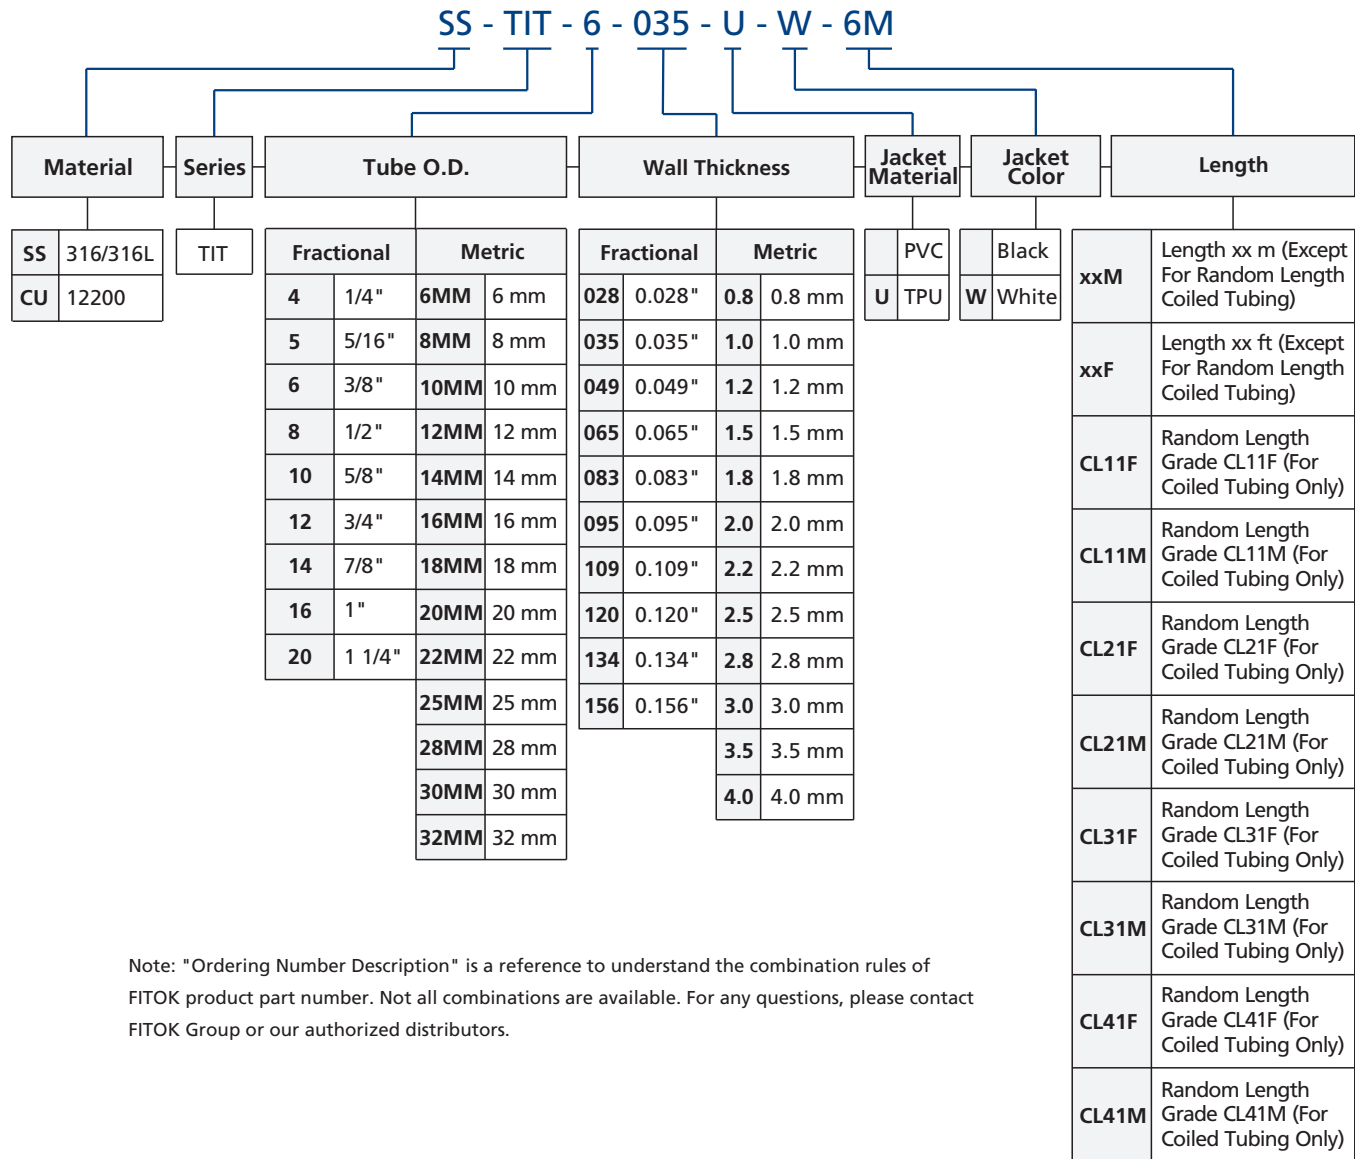 SS - TIT - 6 - 035 - U - W - 6M
Material
Series
Tube O.D.
Wall Thickness
Jacket
Material
Jacket
Color
Length
SS 316/316L
CU 12200
TIT
Fractional Metric
4 1/4" 6MM 6 mm
5 5/16" 8MM 8 mm
6 3/8" 10MM 10 mm
8 1/2" 12MM 12 mm
10 5/8" 14MM 14 mm
12 3/4" 16MM 16 mm
14 7/8" 18MM 18 mm
16 1" 20MM 20 mm
20 1 1/4" 22MM 22 mm
25MM 25 mm
28MM 28 mm
30MM 30 mm
32MM 32 mm
Fractional Metric
028 0.028" 0.8 0.8 mm
035 0.035" 1.0 1.0 mm
049 0.049" 1.2 1.2 mm
065 0.065" 1.5 1.5 mm
083 0.083" 1.8 1.8 mm
095 0.095" 2.0 2.0 mm
109 0.109" 2.2 2.2 mm
120 0.120" 2.5 2.5 mm
134 0.134" 2.8 2.8 mm
156 0.156" 3.0 3.0 mm
3.5 3.5 mm
4.0 4.0 mm
PVC
U TPU
Black
W White
xxM
Length xx m (Except
For Random Length
Coiled Tubing)
xxF
Length xx ft (Except
For Random Length
Coiled Tubing)
CL11F
Random Length
Grade CL11F (For
Coiled Tubing Only)
CL11M
Random Length
Grade CL11M (For
Coiled Tubing Only)
CL21F
Random Length
Grade CL21F (For
Coiled Tubing Only)
CL21M
Random Length
Grade CL21M (For
Coiled Tubing Only)
CL31F
Random Length
Grade CL31F (For
Coiled Tubing Only)
CL31M
Random Length
Grade CL31M (For
Coiled Tubing Only)
CL41F
Random Length
Grade CL41F (For
Coiled Tubing Only)
CL41M
Random Length
Grade CL41M (For
Coiled Tubing Only)
Note: "Ordering Number Description" is a reference to understand the combination rules of
FITOK product part number. Not all combinations are available. For any questions, please contact
FITOK Group or our authorized distributors.